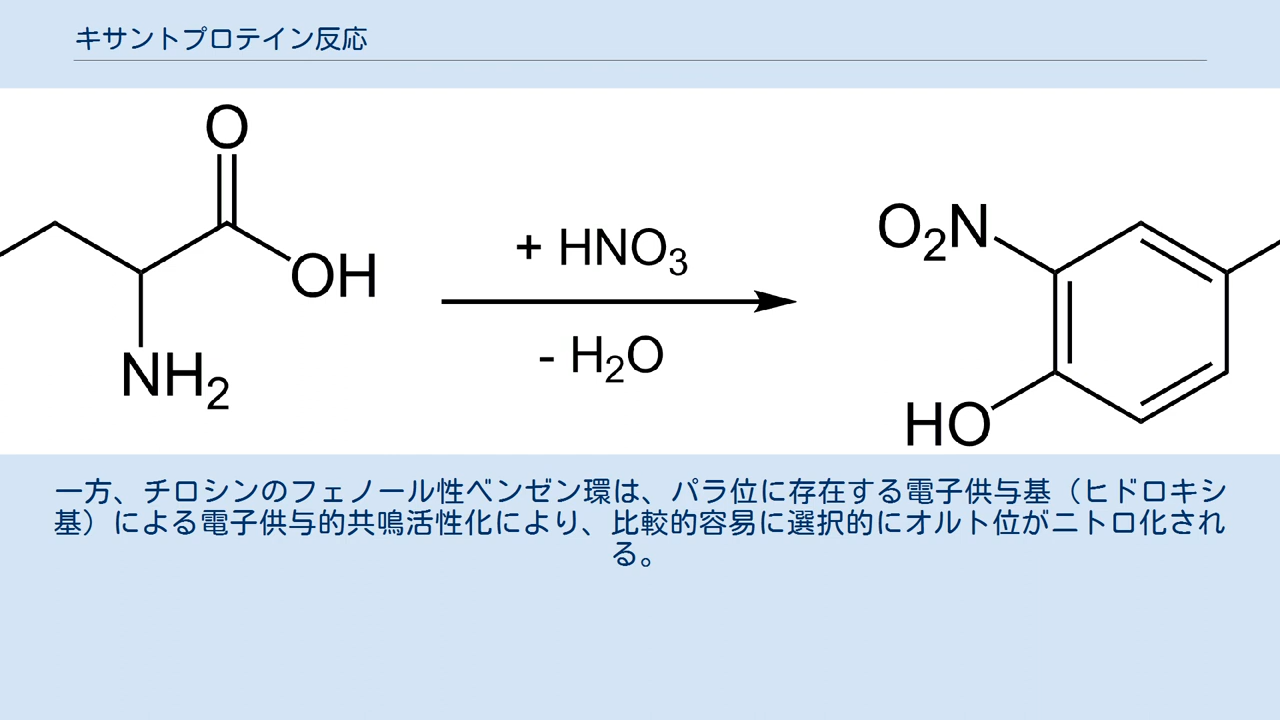 キサントプロテイン反応
O
OH
NH2
+ HNO3
- H2O
O2N
HO
一方、チロシンのフェノール性ベンゼン環は、パラ位に存在する電子供与基（ヒドロキシ
基）による電子供与的共鳴活性化により、比較的容易に選択的にオルト位がニトロ化され
る。